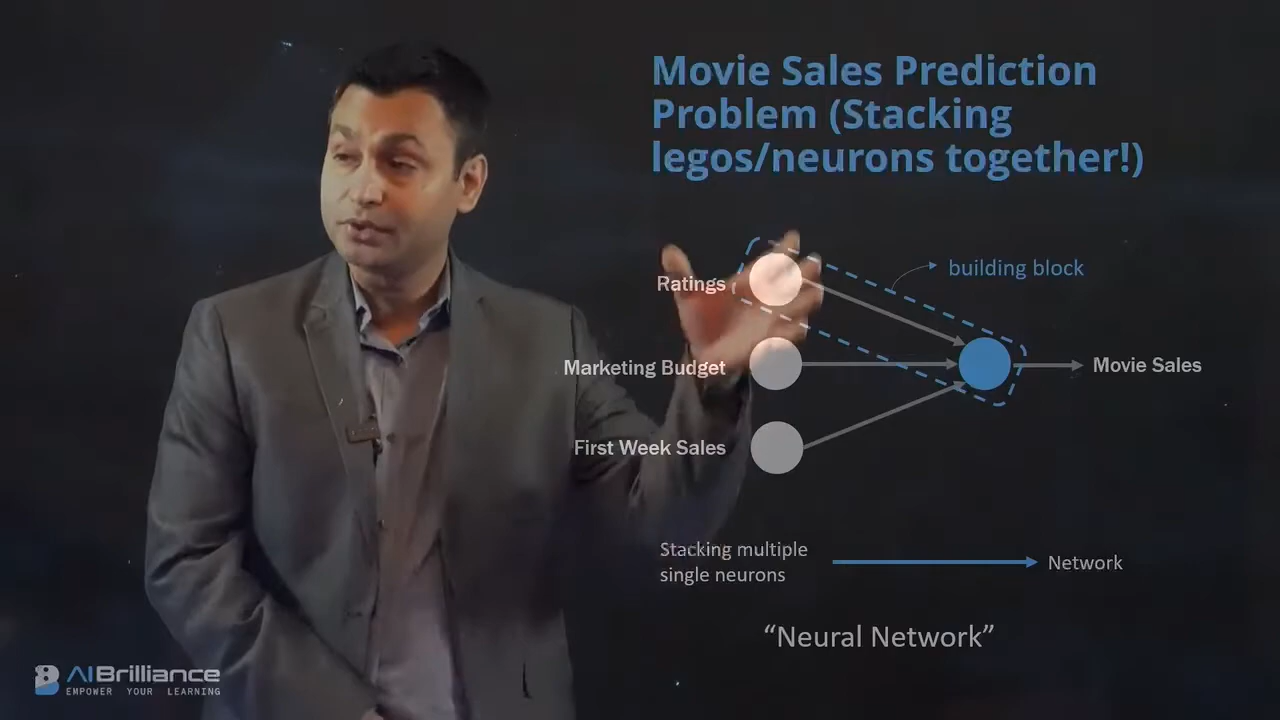 Movie Sales Prediction
Problem (Stacking
legos/neurons together!)
building block
Ratings
Marketing Budget
Movie Sales
First Week Sales
Stacking multiple
single neurons
Network
“Neural Network”
AIBrilliance
EMPOWER YOUR LEARNING